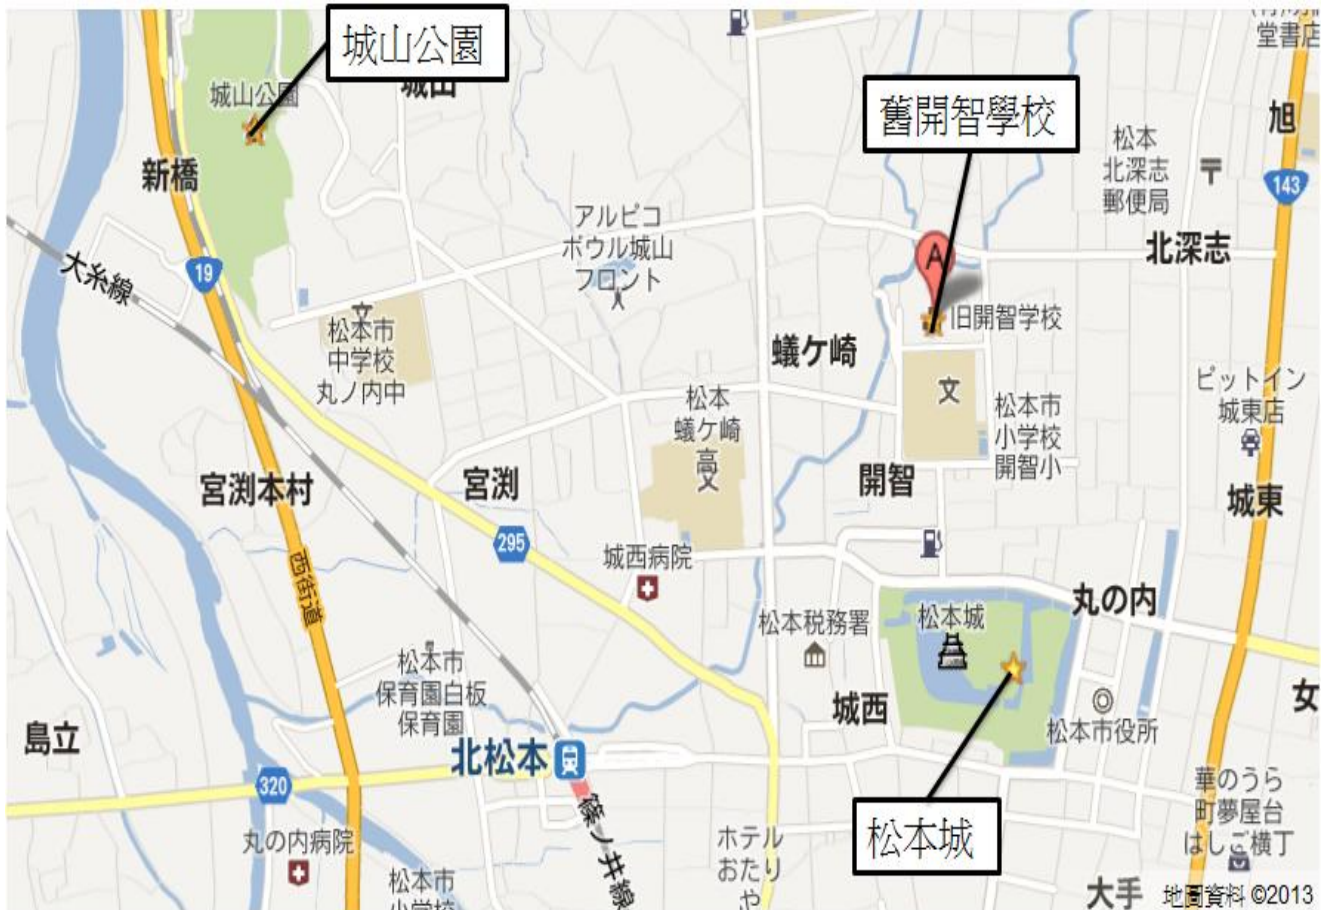 城山公園
堂書店
城山公園
城山
舊開智學校
旭
松本
北深志
郵便局
143
新橋
アルピコ
ボウル城山
フロント
北深志
大糸線
19
A
旧開智学校
文
松本市
中学校
丸ノ内中
蟻ケ崎
文
ピットイン
城東店
松本
蟻ケ崎
高
文
松本市
小学校
開智小
宮渕本村
宮渕
開智
城東
295
城西病院
西街道
丸の内
松本税務署
松本城
松本市
保育園白板
保育園
城西
女
松本市役所
島立
北松本
320
華のうら
町夢屋台
はしご横丁
篠ノ井線
松本城
丸の内病院
ホテル
おたり
や
松本市
小学校
大手
地圖資料 ©2013